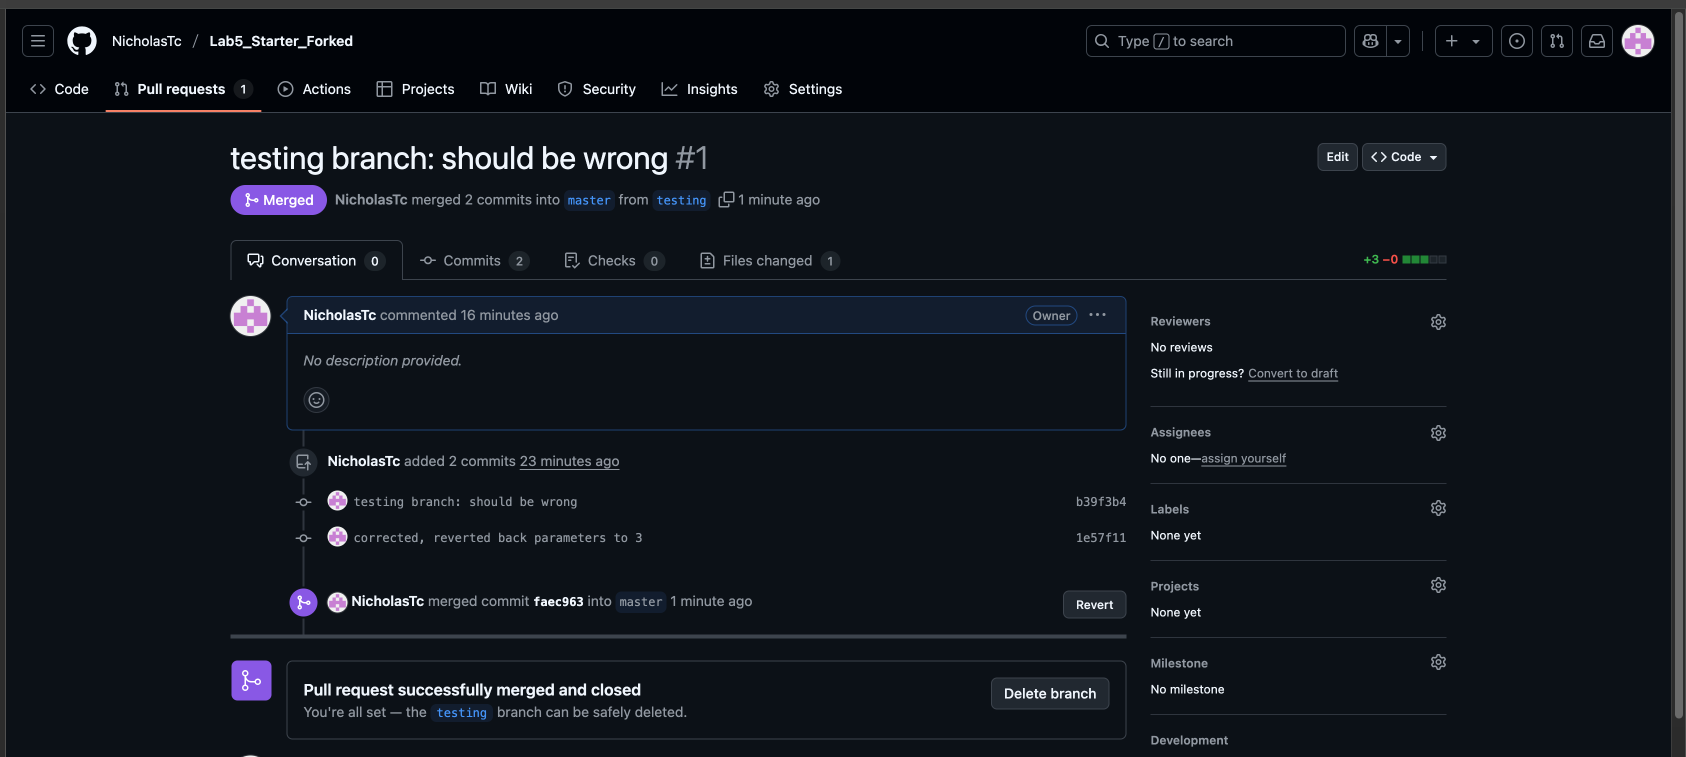 NicholasTc / Lab5_Starter_Forked
Type / to search
Code
Pull requests 1
Actions
Projects
Wiki
Security
Insights
Settings
testing branch: should be wrong #1
Edit
<> Code
Merged
NicholasTc merged 2 commits into master from testing 1 minute ago
Conversation 0
Commits 2
Checks 0
Files changed 1
+3 −0
NicholasTc commented 16 minutes ago
Owner
No description provided.
NicholasTc added 2 commits 23 minutes ago
testing branch: should be wrong
b39f3b4
corrected, reverted back parameters to 3
1e57f11
NicholasTc merged commit faec963 into master 1 minute ago
Revert
Pull request successfully merged and closed
You're all set — the testing branch can be safely deleted.
Delete branch
Reviewers
No reviews
Still in progress? Convert to draft
Assignees
No one—assign yourself
Labels
None yet
Projects
None yet
Milestone
No milestone
Development